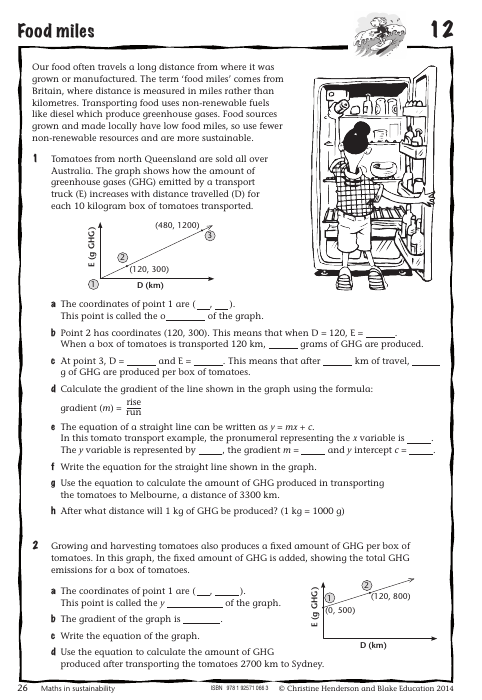 Food miles
12
Our food often travels a long distance from where it was
grown or manufactured. The term ‘food miles’ comes from
Britain, where distance is measured in miles rather than
kilometres. Transporting food uses non-renewable fuels
like diesel which produce greenhouse gases. Food sources
grown and made locally have low food miles, so use fewer
non-renewable resources and are more sustainable.
1 Tomatoes from north Queensland are sold all over
Australia. The graph shows how the amount of
greenhouse gases (GHG) emitted by a transport
truck (E) increases with distance travelled (D) for
each 10 kilogram box of tomatoes transported.
(480, 1200)
3
E (g GHG)
2
(120, 300)
1
D (km)
a The coordinates of point 1 are (__, __).
This point is called the o________ of the graph.
b Point 2 has coordinates (120, 300). This means that when D = 120, E = ______.
When a box of tomatoes is transported 120 km, ______ grams of GHG are produced.
c At point 3, D = ______ and E = ______. This means that after ______ km of travel, ______
g of GHG are produced per box of tomatoes.
d Calculate the gradient of the line shown in the graph using the formula:
gradient (m) = rise
run
e The equation of a straight line can be written as y = mx + c.
In this tomato transport example, the pronumeral representing the x variable is _____.
The y variable is represented by _____, the gradient m = _____ and y intercept c = _____.
f Write the equation for the straight line shown in the graph.
g Use the equation to calculate the amount of GHG produced in transporting
the tomatoes to Melbourne, a distance of 3300 km.
h After what distance will 1 kg of GHG be produced? (1 kg = 1000 g)
2 Growing and harvesting tomatoes also produces a fixed amount of GHG per box of
tomatoes. In this graph, the fixed amount of GHG is added, showing the total GHG
emissions for a box of tomatoes.
a The coordinates of point 1 are (___, _____).
This point is called the y ____________ of the graph.
b The gradient of the graph is ________.
c Write the equation of the graph.
d Use the equation to calculate the amount of GHG
produced after transporting the tomatoes 2700 km to Sydney.
E (g GHG)
2
1
(120, 800)
(0, 500)
D (km)
26 Maths in sustainability ISBN 978 1 92571 066 3 © Christine Henderson and Blake Education 2014